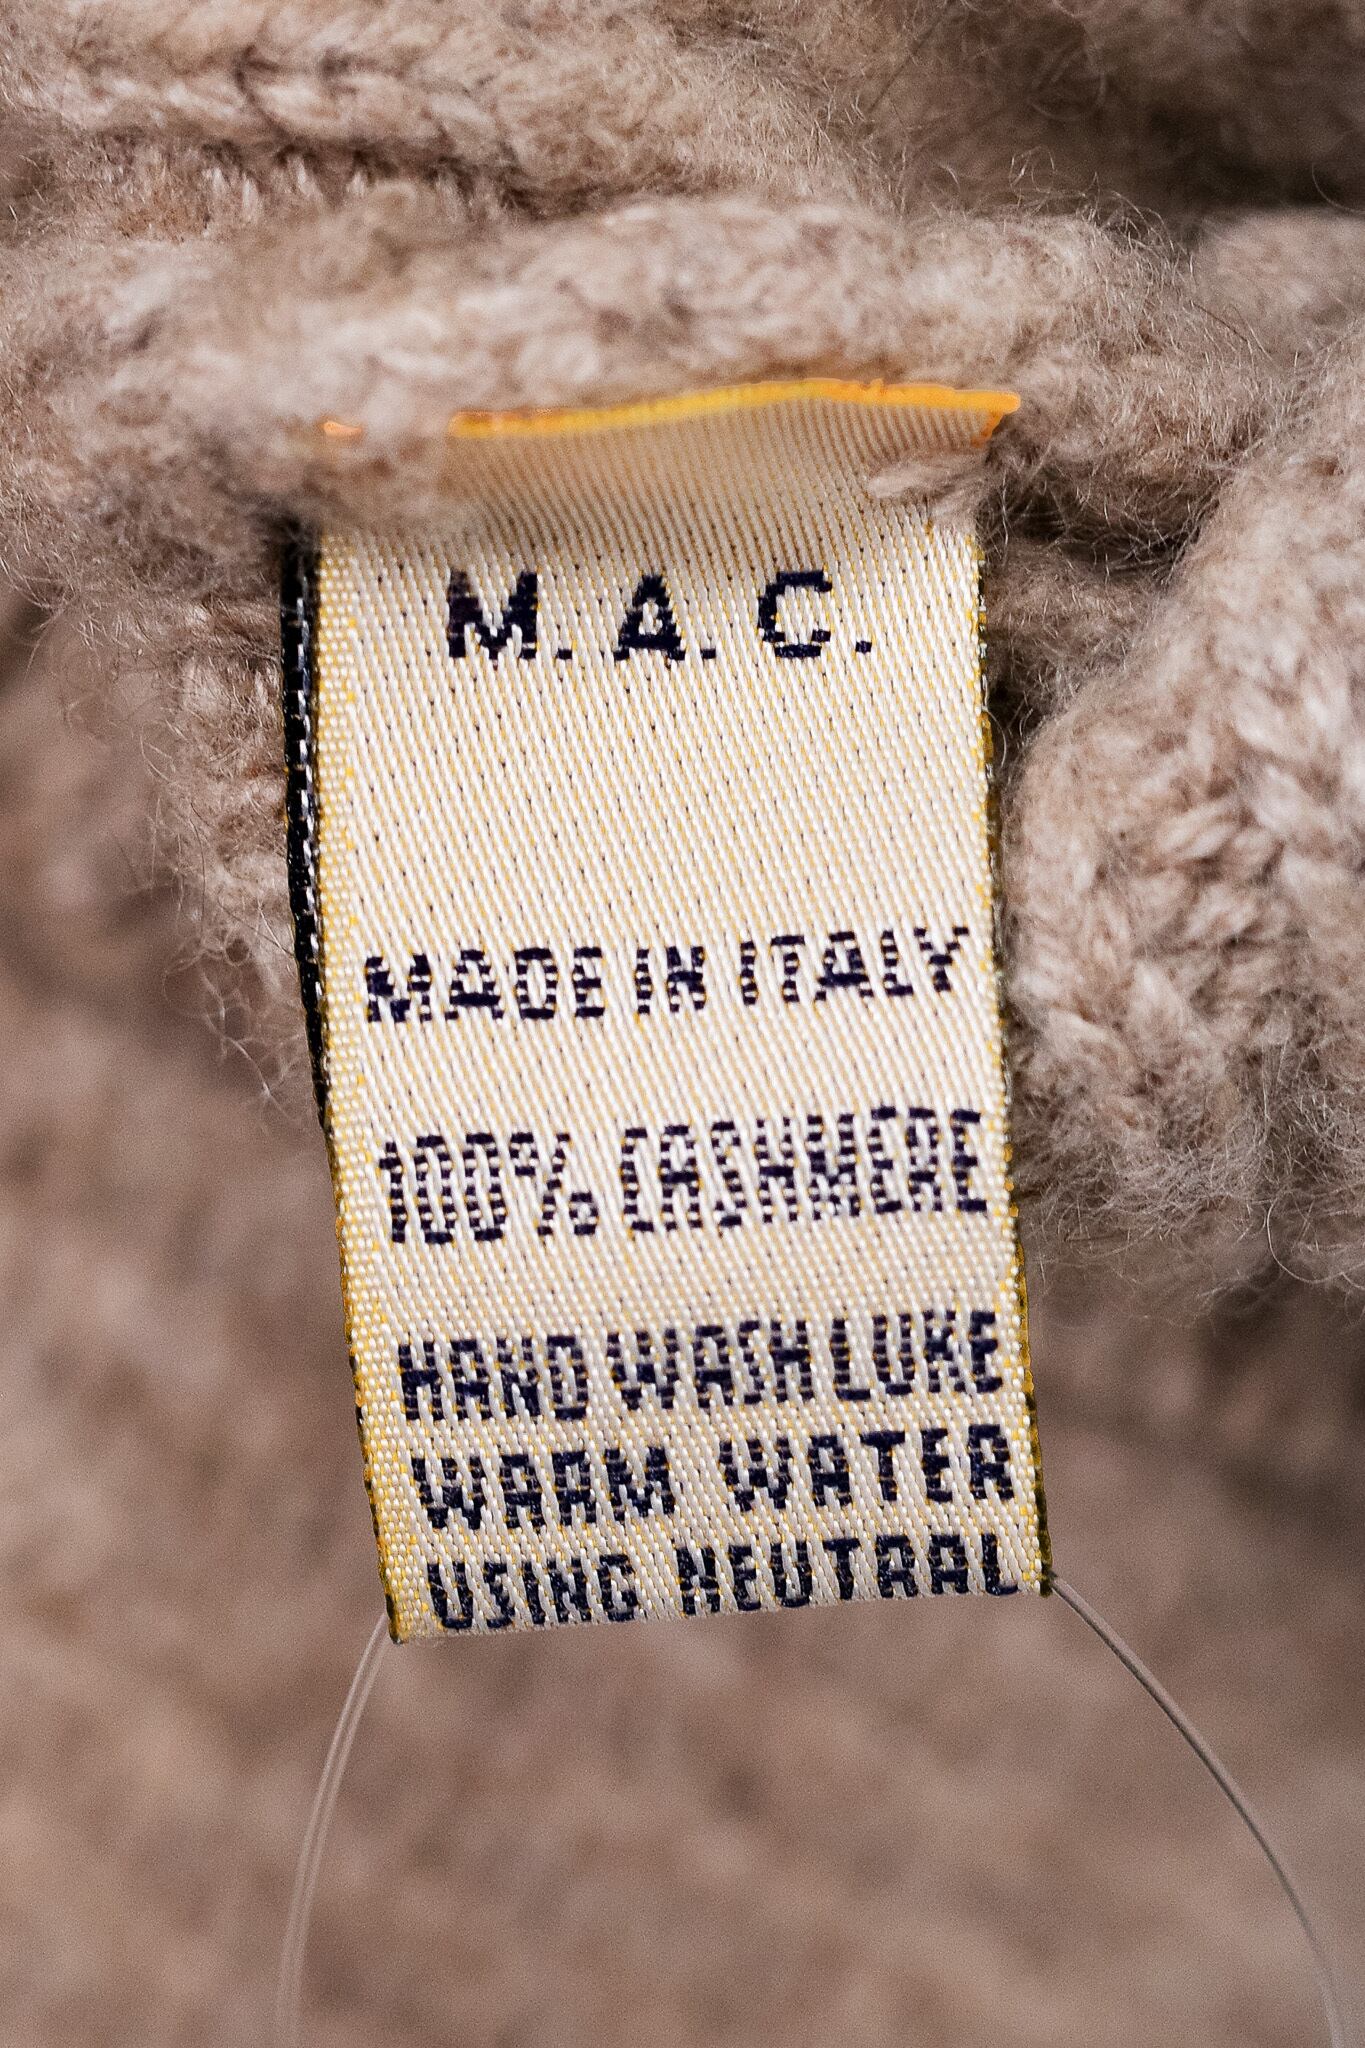 M. A. C.
MADE IN ITALY
100% CASHMERE
HAND WASH LUKE
WARM WATER
USING NEUTRAL